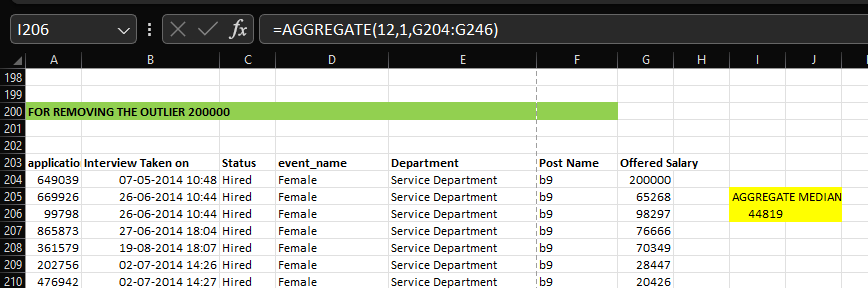 I206 fx =AGGREGATE(12,1,G204:G246)
A B C D E F G H I J
198
199
200 FOR REMOVING THE OUTLIER 200000
201
202
203 applicatio Interview Taken on Status event_name Department Post Name Offered Salary
204 649039 07-05-2014 10:48 Hired Female Service Department b9 200000
205 669926 26-06-2014 10:44 Hired Female Service Department b9 65268 AGGREGATE MEDIAN
206 99798 26-06-2014 10:44 Hired Female Service Department b9 98297 44819
207 865873 27-06-2014 18:04 Hired Female Service Department b9 76666
208 361579 19-08-2014 18:07 Hired Female Service Department b9 70349
209 202756 02-07-2014 14:26 Hired Female Service Department b9 28447
210 476942 02-07-2014 14:27 Hired Female Service Department b9 20426